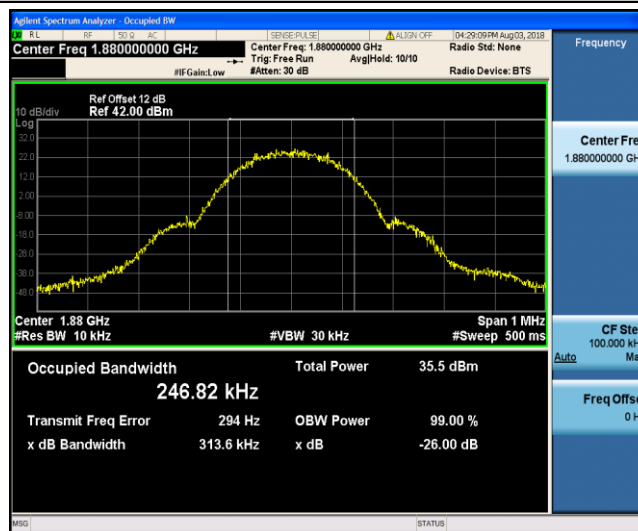 Agilent Spectrum Analyzer - Occupied BW
RL RF 50 Ω AC SENSE:PULSE ALIGN OFF 04:29:09PM Aug03, 2018
Center Freq 1.880000000 GHz Center Freq: 1.880000000 GHz Radio Std: None
Trig: Free Run Avg|Hold: 10/10
#IFGain:Low #Atten: 30 dB Radio Device: BTS
Frequency
Ref Offset 12 dB
10 dB/div Ref 42.00 dBm
Log
32.0
22.0
12.0
2.00
-8.00
-18.0
-28.0
-38.0
-48.0
Center Fre
1.880000000 GH
Center 1.88 GHz Span 1 MHz
#Res BW 10 kHz #VBW 30 kHz #Sweep 500 ms
CF Ste
100.000 kH
Auto Ma
Occupied Bandwidth Total Power 35.5 dBm
246.82 kHz
Transmit Freq Error 294 Hz OBW Power 99.00 %
x dB Bandwidth 313.6 kHz x dB -26.00 dB
Freq Offse
0 H
MSG STATUS